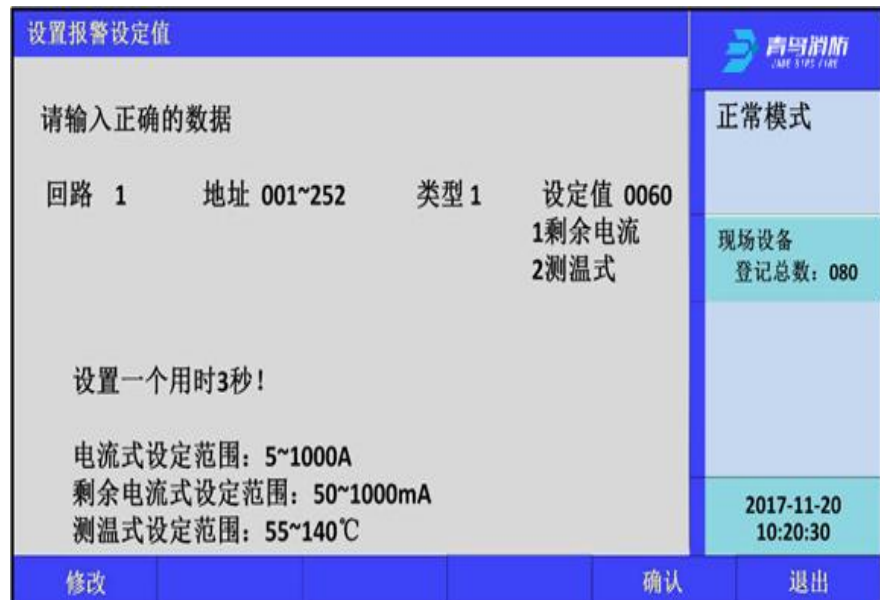 设置报警设定值
青鸟消防
JADE BIRD FIRE
请输入正确的数据
正常模式
回路 1 地址 001~252 类型 1 设定值 0060
1剩余电流
2测温式
现场设备
登记总数：080
设置一个用时3秒！
电流式设定范围：5~1000A
剩余电流式设定范围：50~1000mA
测温式设定范围：55~140℃
2017-11-20
10:20:30
修改 确认 退出